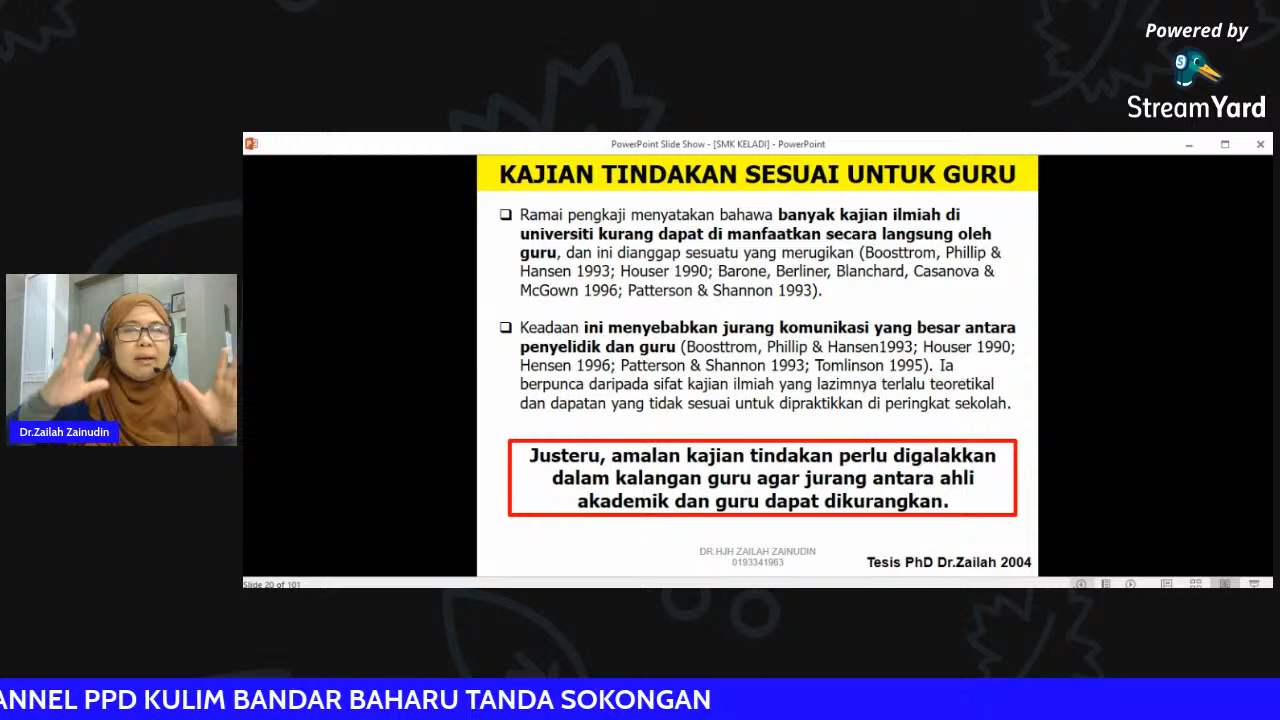 Powered by
StreamYard
PowerPoint Slide Show - [SMK KELADI] - PowerPoint
KAJIAN TINDAKAN SESUAI UNTUK GURU
Ramai pengkaji menyatakan bahawa banyak kajian ilmiah di
universiti kurang dapat di manfaatkan secara langsung oleh
guru, dan ini dianggap sesuatu yang merugikan (Boosttrom, Phillip &
Hansen 1993; Houser 1990; Barone, Berliner, Blanchard, Casanova &
McGown 1996; Patterson & Shannon 1993).
Keadaan ini menyebabkan jurang komunikasi yang besar antara
penyelidik dan guru (Boosttrom, Phillip & Hansen1993; Houser 1990;
Hensen 1996; Patterson & Shannon 1993; Tomlinson 1995). Ia
berpunca daripada sifat kajian ilmiah yang lazimnya terlalu teoretikal
dan dapatan yang tidak sesuai untuk dipraktikkan di peringkat sekolah.
Justeru, amalan kajian tindakan perlu digalakkan
dalam kalangan guru agar jurang antara ahli
akademik dan guru dapat dikurangkan.
DR.HJH ZAILAH ZAINUDIN
0193341963
Tesis PhD Dr.Zailah 2004
Slide 20 of 101
Dr.Zailah Zainudin
ANNEL PPD KULIM BANDAR BAHARU TANDA SOKONGAN